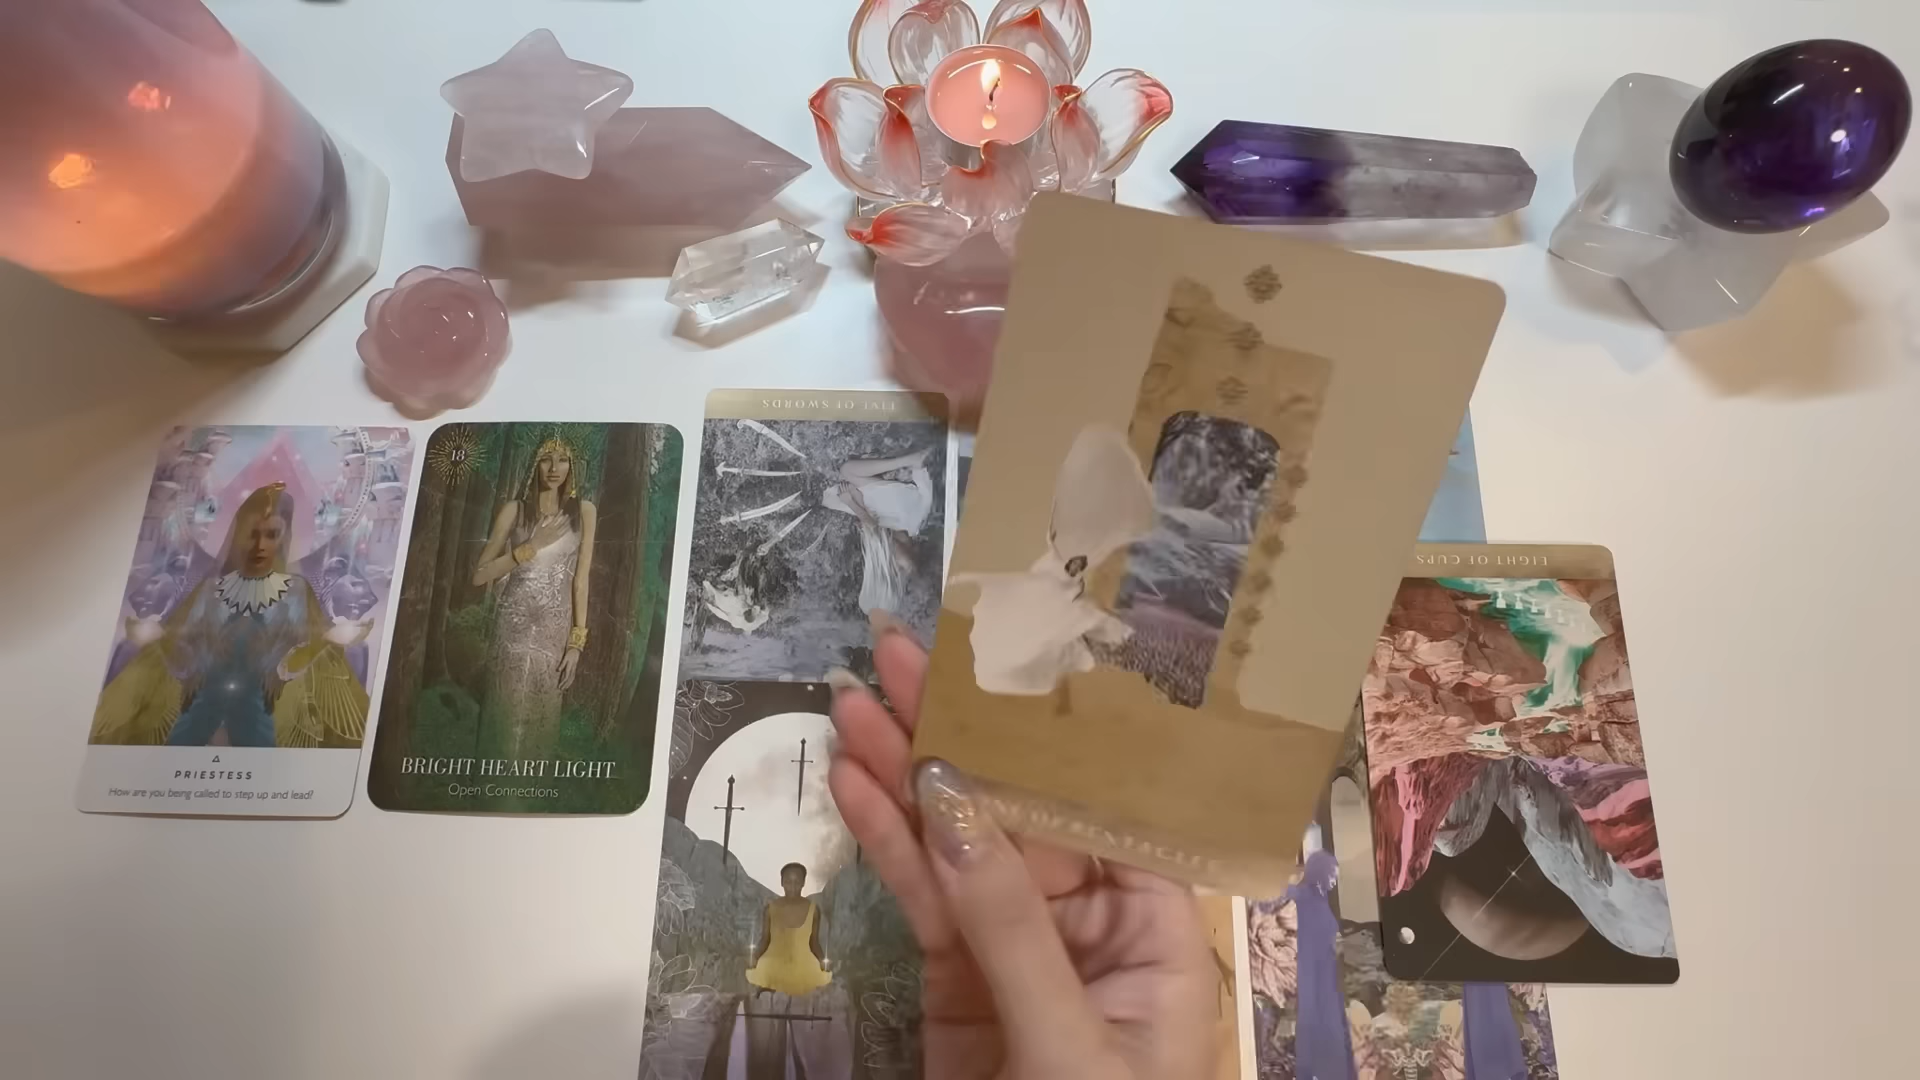 PRIESTESS
How are you being called to step up and lead?
18
BRIGHT HEART LIGHT
Open Connections
FIVE OF SWORDS
EIGHT OF CUPS